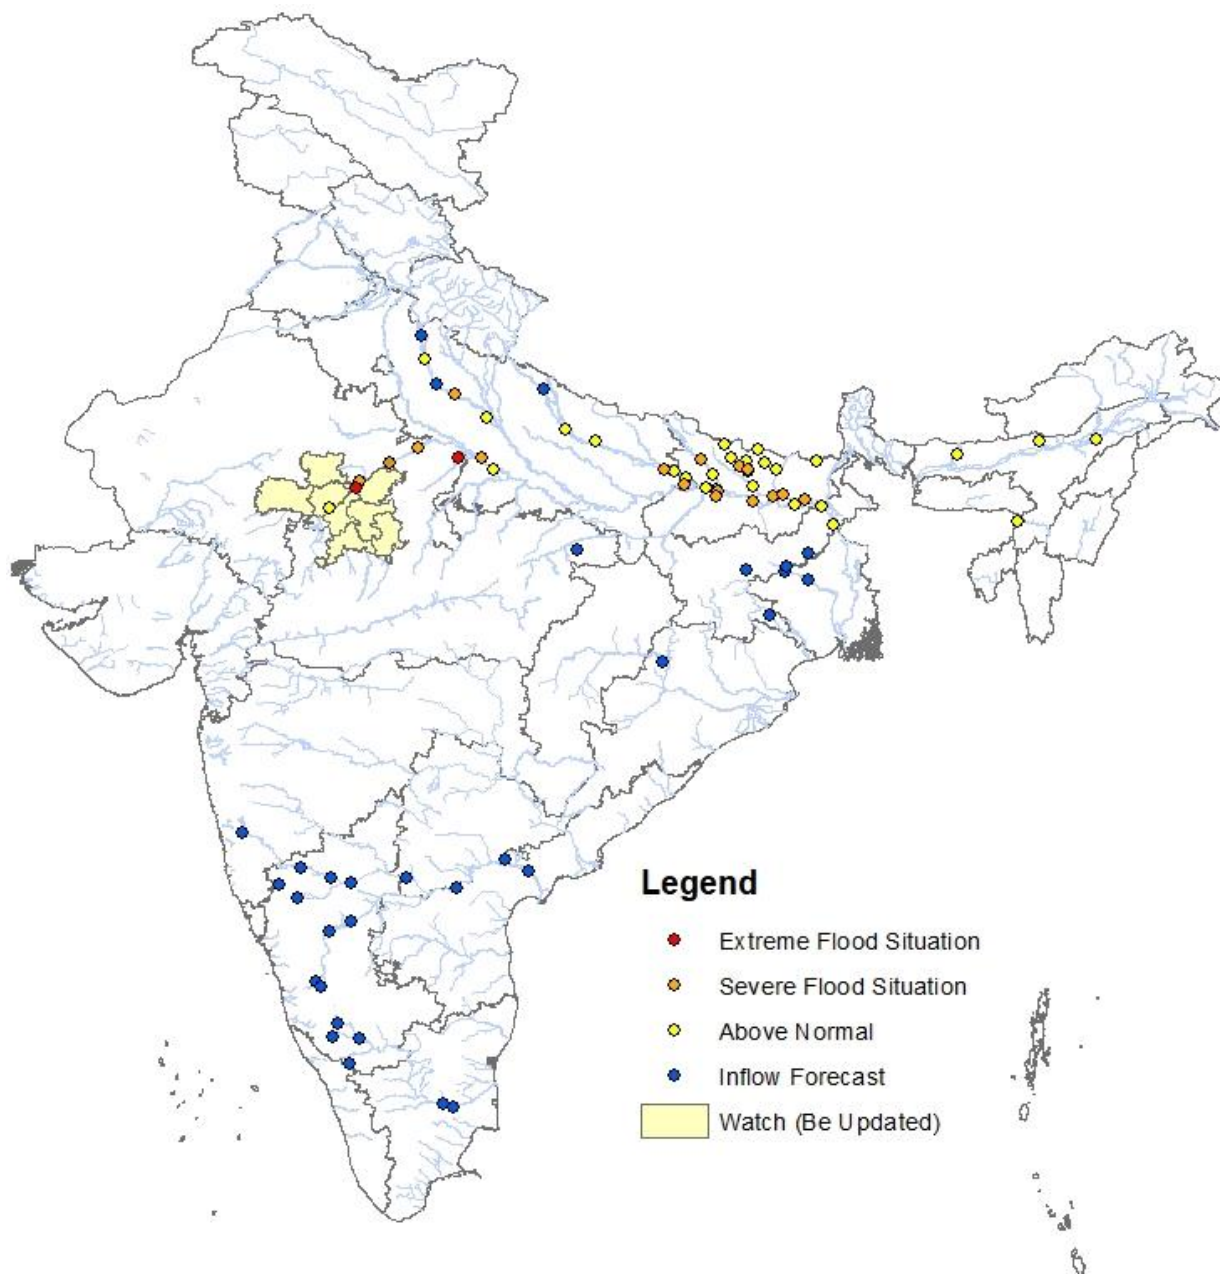 Legend
Extreme Flood Situation
Severe Flood Situation
Above Normal
Inflow Forecast
Watch (Be Updated)